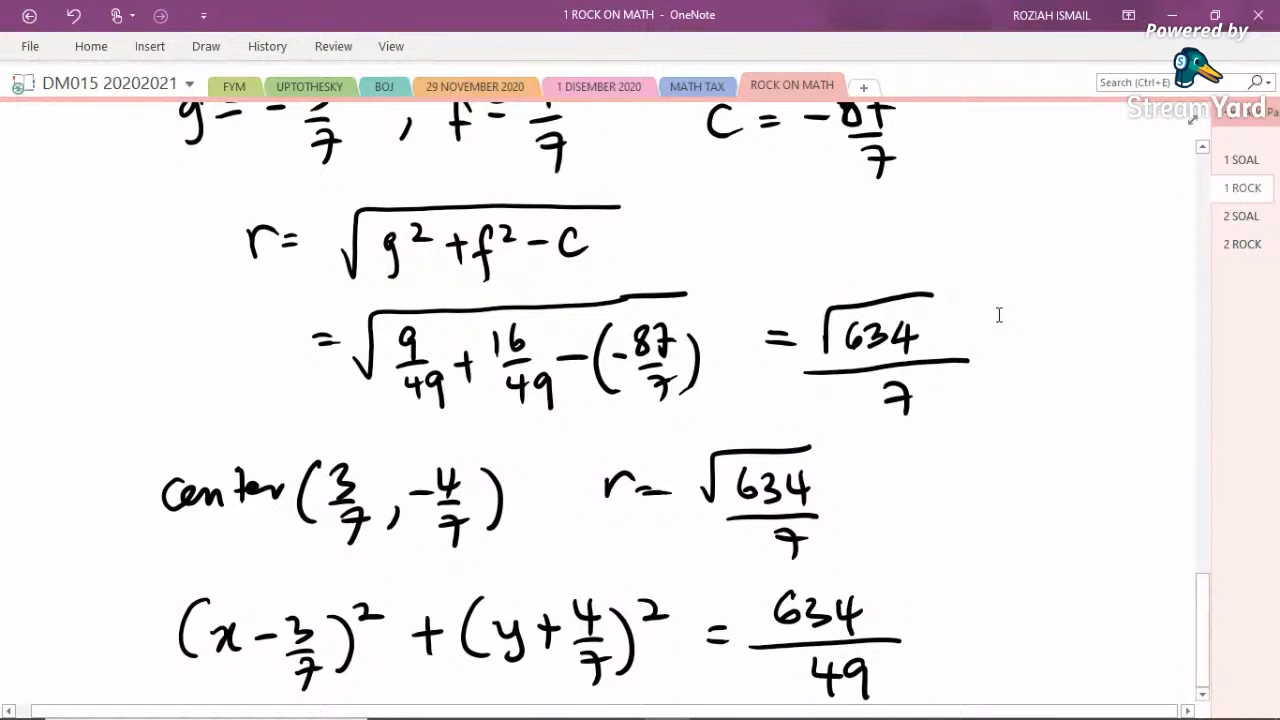 1 ROCK ON MATH - OneNote
ROZIAH ISMAIL
Powered by
File Home Insert Draw History Review View
DM015 20202021 FYM UPTOTHESKY BOJ 29 NOVEMBER 2020 1 DISEMBER 2020 MATH TAX ROCK ON MATH + Search (Ctrl+E)
StreamYard
g = - /7 , f = /7 C = - /7
r = √(g² + f² - C)
= √(9/49 + 16/49 - (-87/7)) = √634/7
center (3/7, -4/7) r = √634/7
(x - 3/7)² + (y + 4/7)² = 634/49
1 SOAL
1 ROCK
2 SOAL
2 ROCK